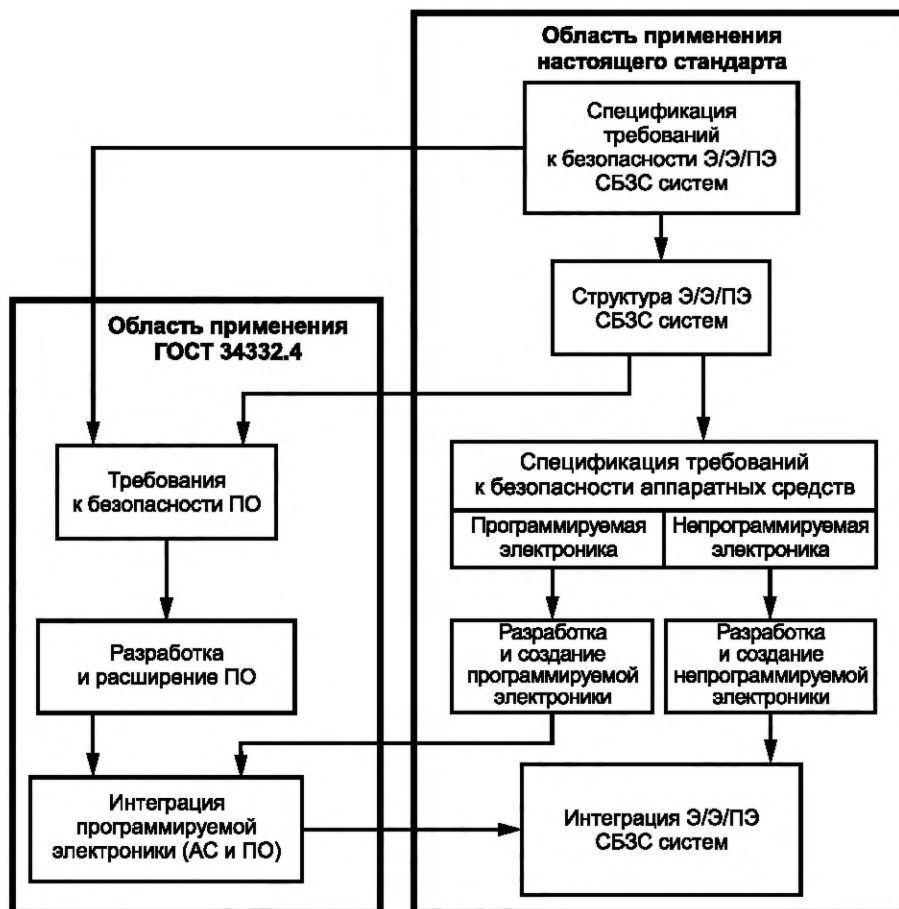 Область применения
настоящего стандарта
Спецификация
требований
к безопасности Э/Э/ПЭ
СБЗС систем
Структура Э/Э/ПЭ
СБЗС систем
Область применения
ГОСТ 34332.4
Требования
к безопасности ПО
Спецификация требований
к безопасности аппаратных средств
Программируемая
электроника
Непрограммируемая
электроника
Разработка
и расширение ПО
Разработка
и создание
программируемой
электроники
Разработка
и создание
непрограммируемой
электроники
Интеграция
программируемой
электроники (АС и ПО)
Интеграция Э/Э/ПЭ
СБЗС систем